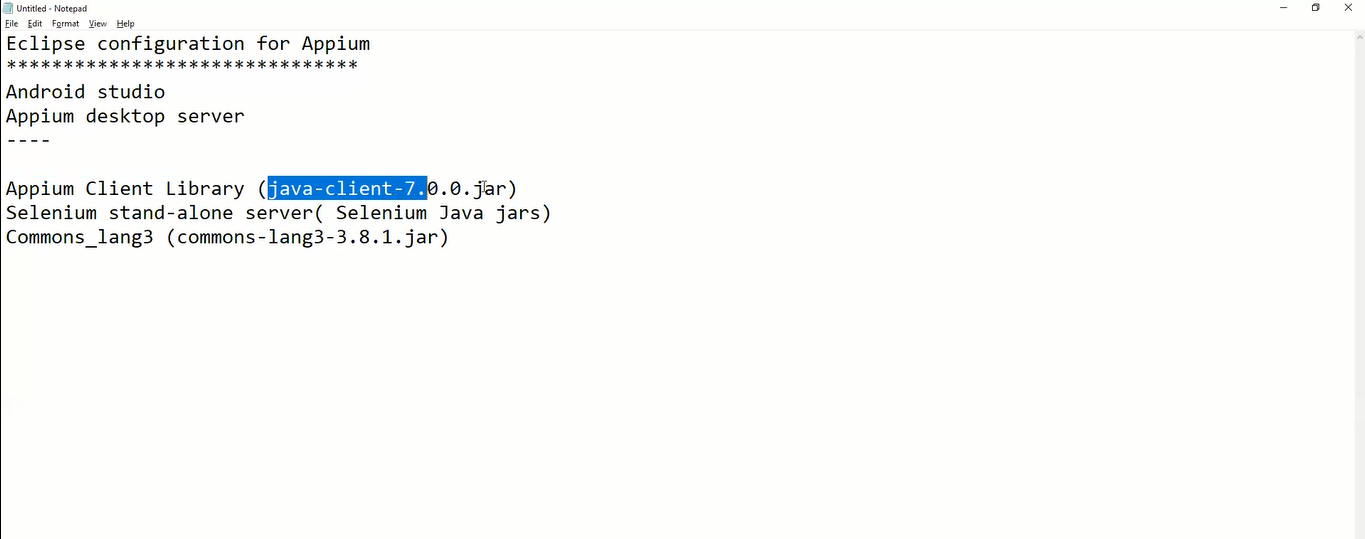 Untitled - Notepad
File Edit Format View Help
Eclipse configuration for Appium
*******************************
Android studio
Appium desktop server
----
Appium Client Library (java-client-7.0.0.jar)
Selenium stand-alone server( Selenium Java jars)
Commons_lang3 (commons-lang3-3.8.1.jar)